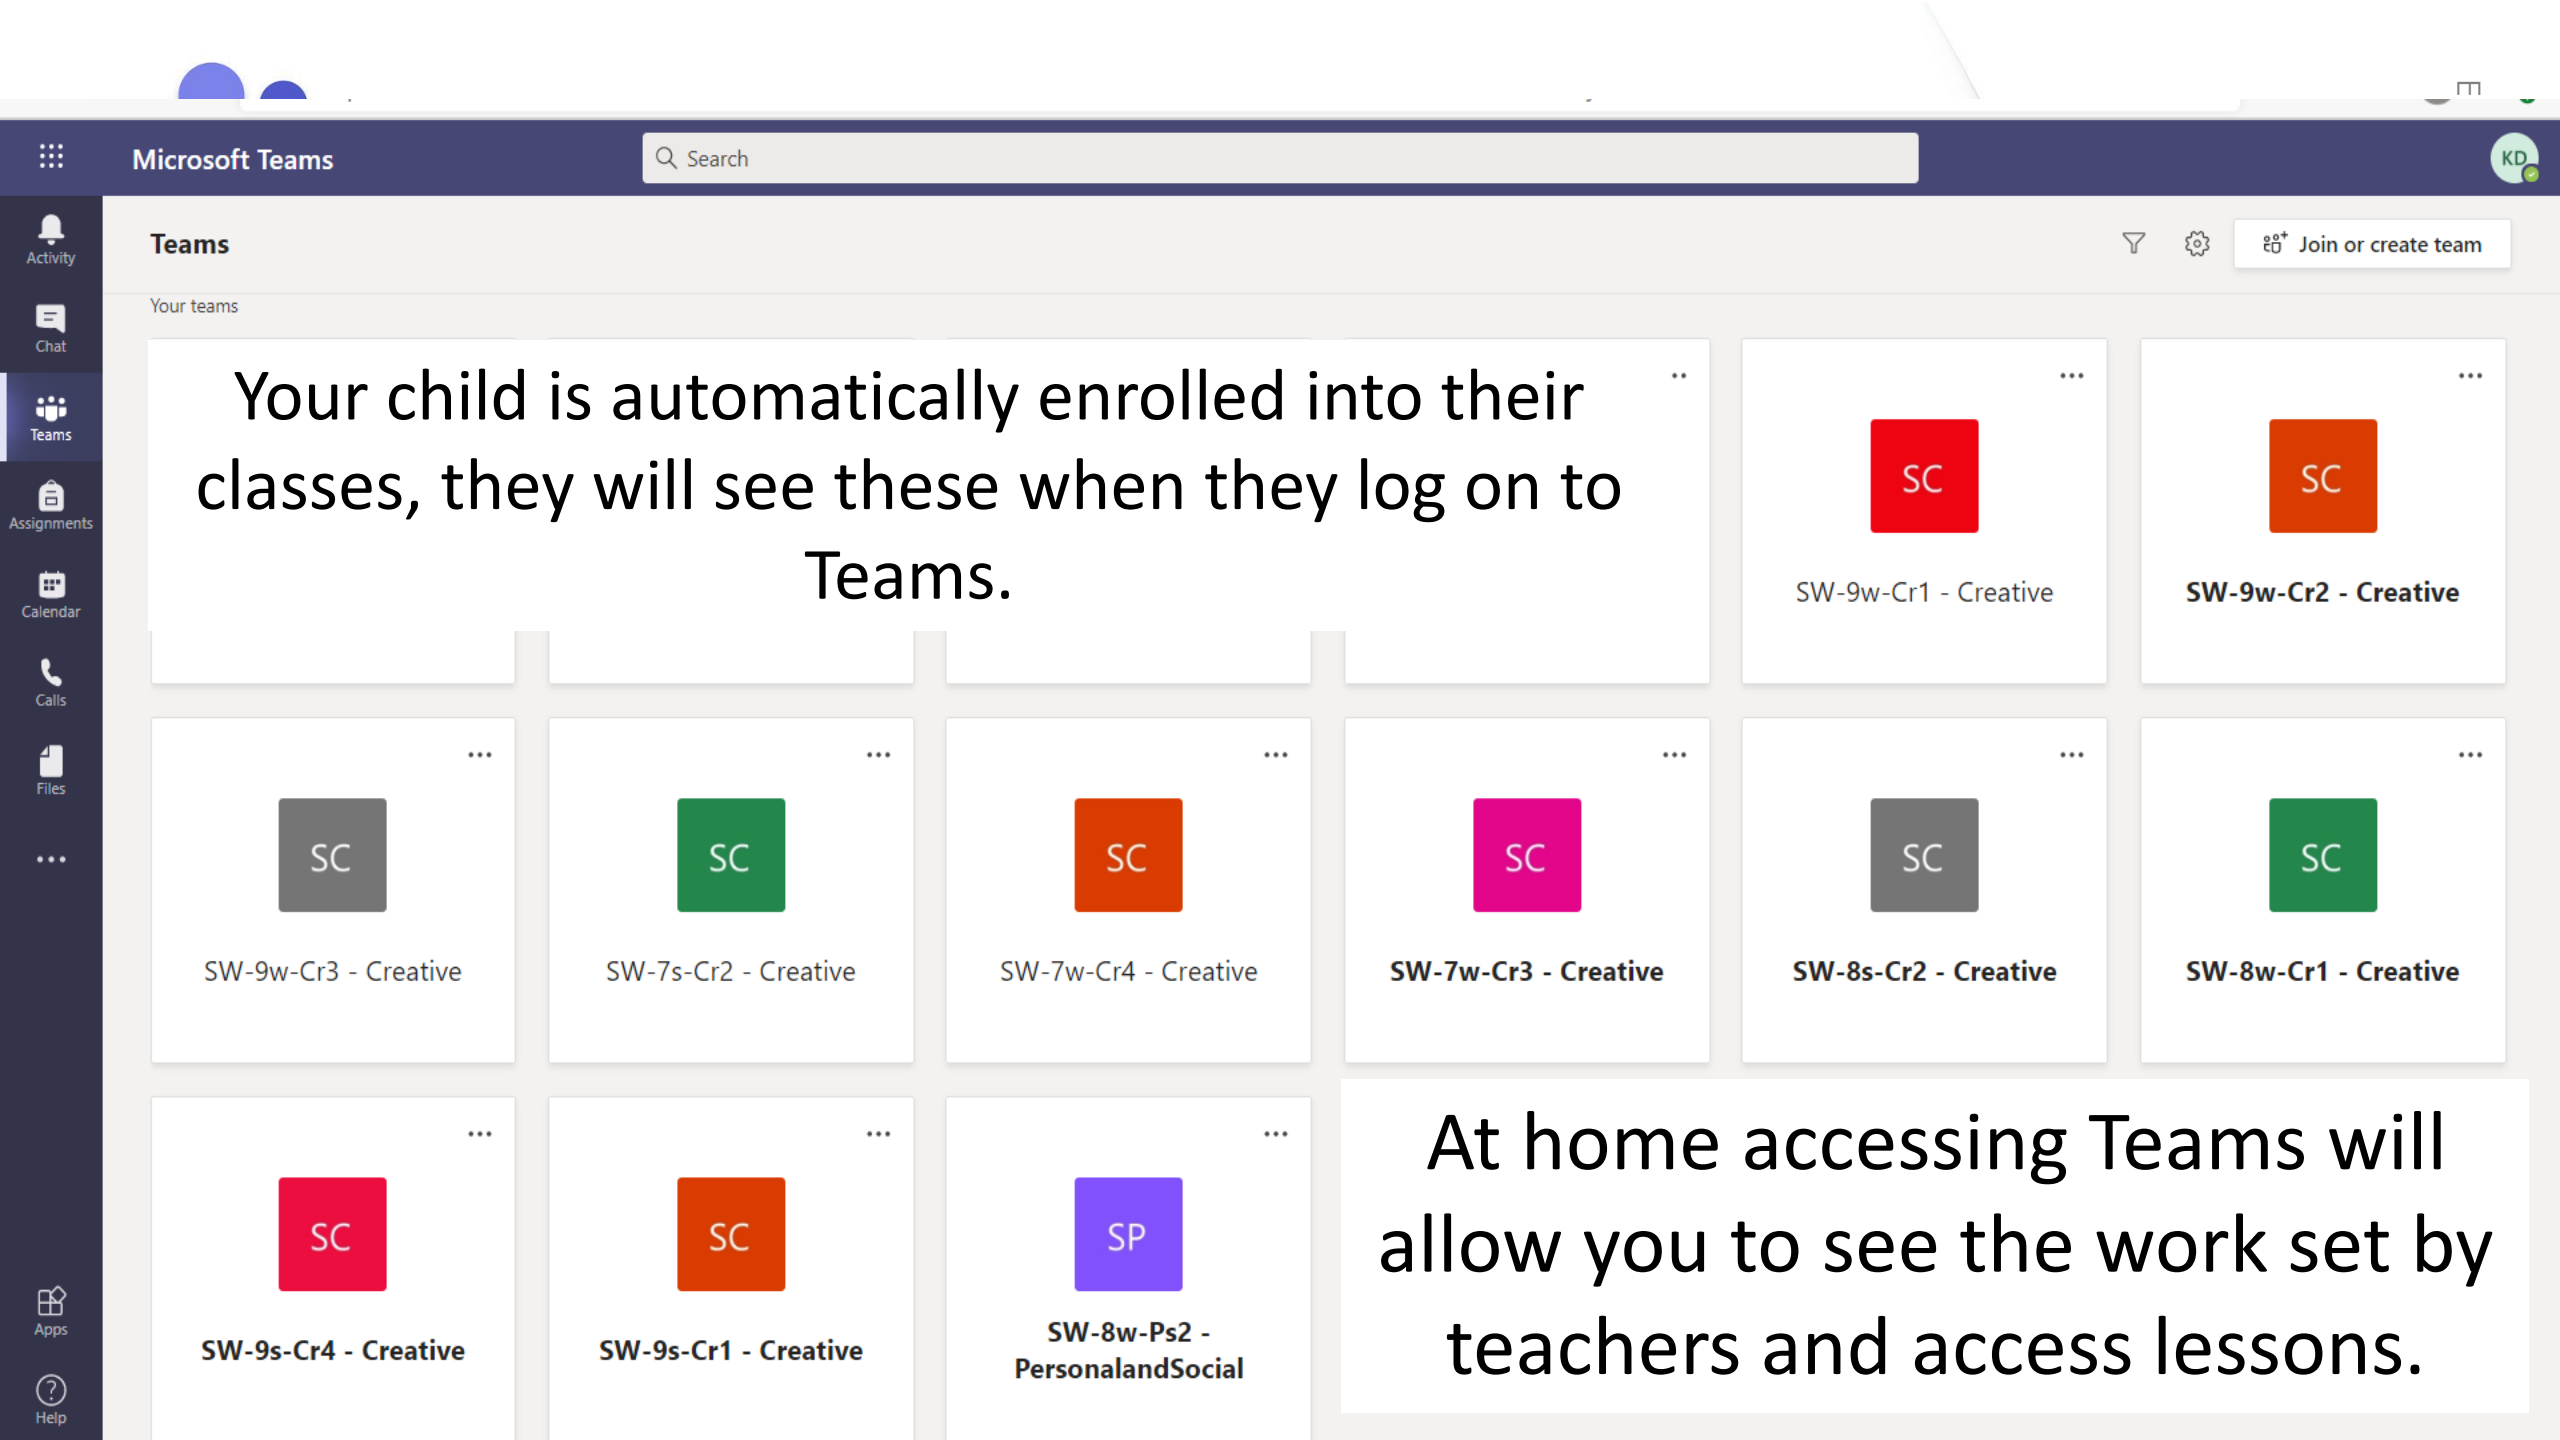 Microsoft Teams
Search
KD
Activity
Chat
Teams
Assignments
Calendar
Calls
Files
Apps
Help
Teams
Join or create team
Your teams
Your child is automatically enrolled into their
classes, they will see these when they log on to
Teams.
SC
SC
SW-9w-Cr1 - Creative
SW-9w-Cr2 - Creative
SC
SC
SC
SC
SC
SC
SW-9w-Cr3 - Creative
SW-7s-Cr2 - Creative
SW-7w-Cr4 - Creative
SW-7w-Cr3 - Creative
SW-8s-Cr2 - Creative
SW-8w-Cr1 - Creative
SC
SC
SP
SW-9s-Cr4 - Creative
SW-9s-Cr1 - Creative
SW-8w-Ps2 -
PersonalandSocial
At home accessing Teams will
allow you to see the work set by
teachers and access lessons.